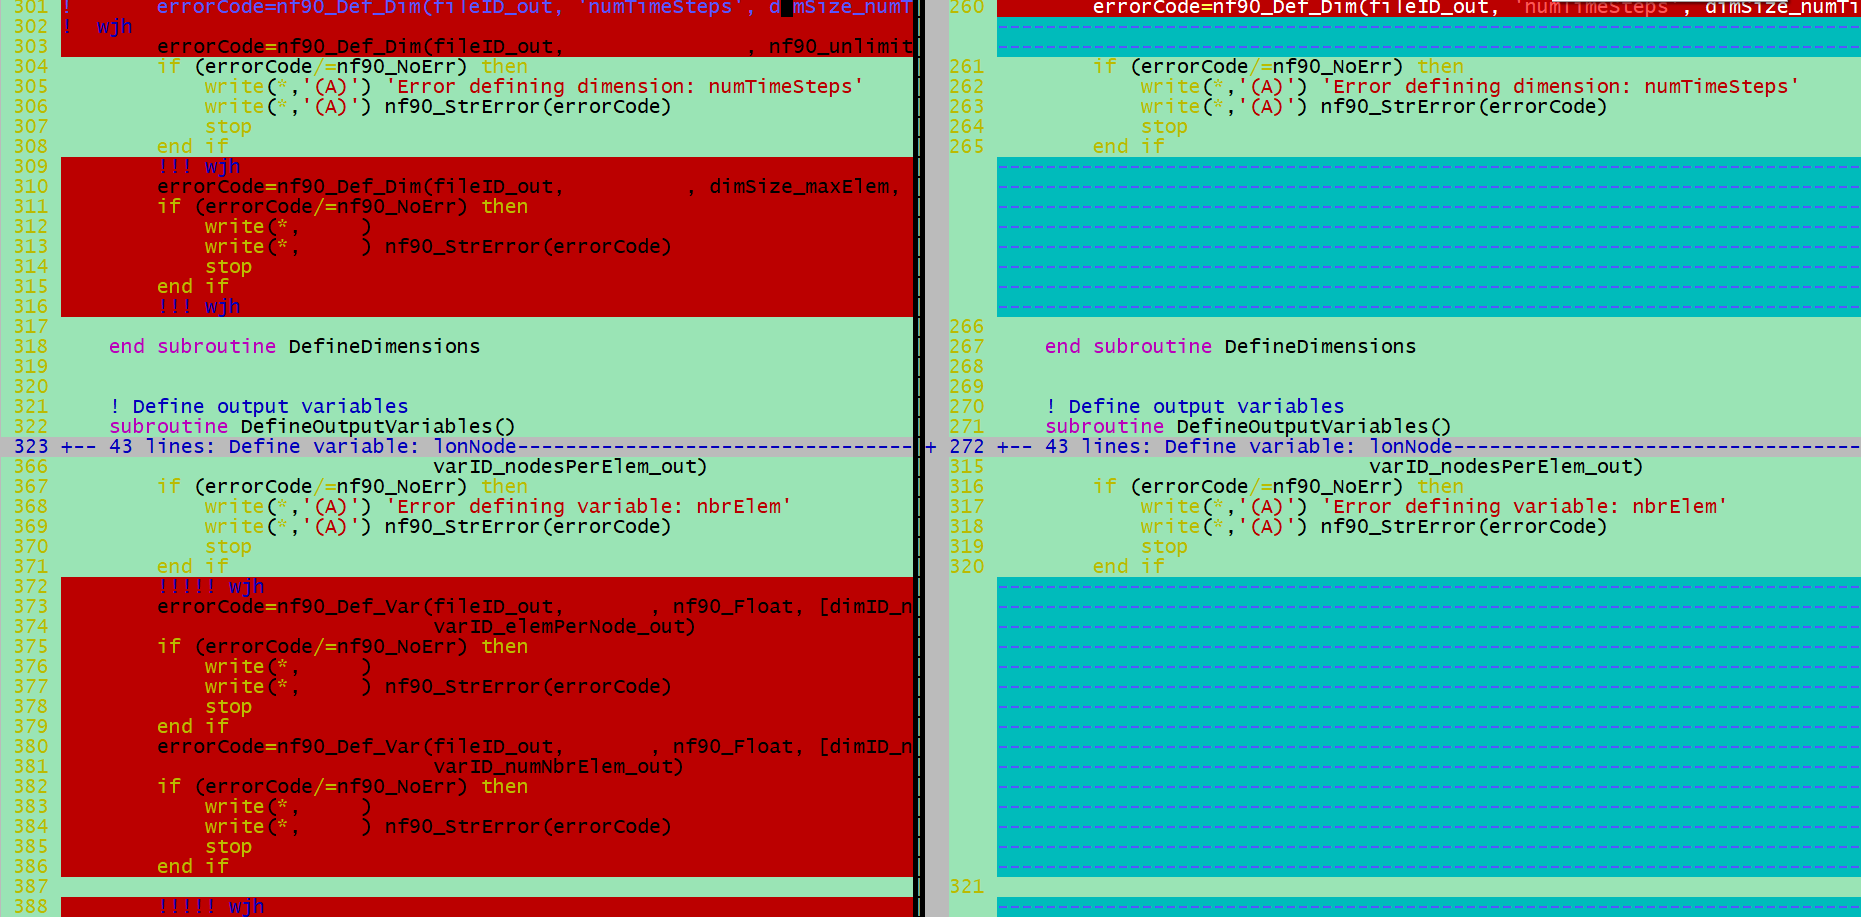 301 !       errorCode=nf90_Def_Dim(fileID_out, 'numTimeSteps', d mSize_numT
302 !  wjh
303         errorCode=nf90_Def_Dim(fileID_out,               , nf90_unlimit
304         if (errorCode/=nf90_NoErr) then
305             write(*,'(A)') 'Error defining dimension: numTimeSteps'
306             write(*,'(A)') nf90_StrError(errorCode)
307             stop
308         end if
309         !!! wjh
310         errorCode=nf90_Def_Dim(fileID_out,          , dimSize_maxElem,
311         if (errorCode/=nf90_NoErr) then
312             write(*,     )
313             write(*,     ) nf90_StrError(errorCode)
314             stop
315         end if
316         !!! wjh
317
318     end subroutine DefineDimensions
319
320
321     ! Define output variables
322     subroutine DefineOutputVariables()
323 +-- 43 lines: Define variable: lonNode-----------------------------------
366                                varID_nodesPerElem_out)
367         if (errorCode/=nf90_NoErr) then
368             write(*,'(A)') 'Error defining variable: nbrElem'
369             write(*,'(A)') nf90_StrError(errorCode)
370             stop
371         end if
372         !!!!! wjh
373         errorCode=nf90_Def_Var(fileID_out,       , nf90_Float, [dimID_n
374                                varID_elemPerNode_out)
375         if (errorCode/=nf90_NoErr) then
376             write(*,     )
377             write(*,     ) nf90_StrError(errorCode)
378             stop
379         end if
380         errorCode=nf90_Def_Var(fileID_out,       , nf90_Float, [dimID_n
381                                varID_numNbrElem_out)
382         if (errorCode/=nf90_NoErr) then
383             write(*,     )
384             write(*,     ) nf90_StrError(errorCode)
385             stop
386         end if
387
388         !!!!! wjh
260         errorCode=nf90_Def_Dim(fileID_out, 'numTimeSteps', dimSize_numTi
261         if (errorCode/=nf90_NoErr) then
262             write(*,'(A)') 'Error defining dimension: numTimeSteps'
263             write(*,'(A)') nf90_StrError(errorCode)
264             stop
265         end if
266
267     end subroutine DefineDimensions
268
269
270     ! Define output variables
271     subroutine DefineOutputVariables()
+ 272 +-- 43 lines: Define variable: lonNode-----------------------------------
315                                varID_nodesPerElem_out)
316         if (errorCode/=nf90_NoErr) then
317             write(*,'(A)') 'Error defining variable: nbrElem'
318             write(*,'(A)') nf90_StrError(errorCode)
319             stop
320         end if
321